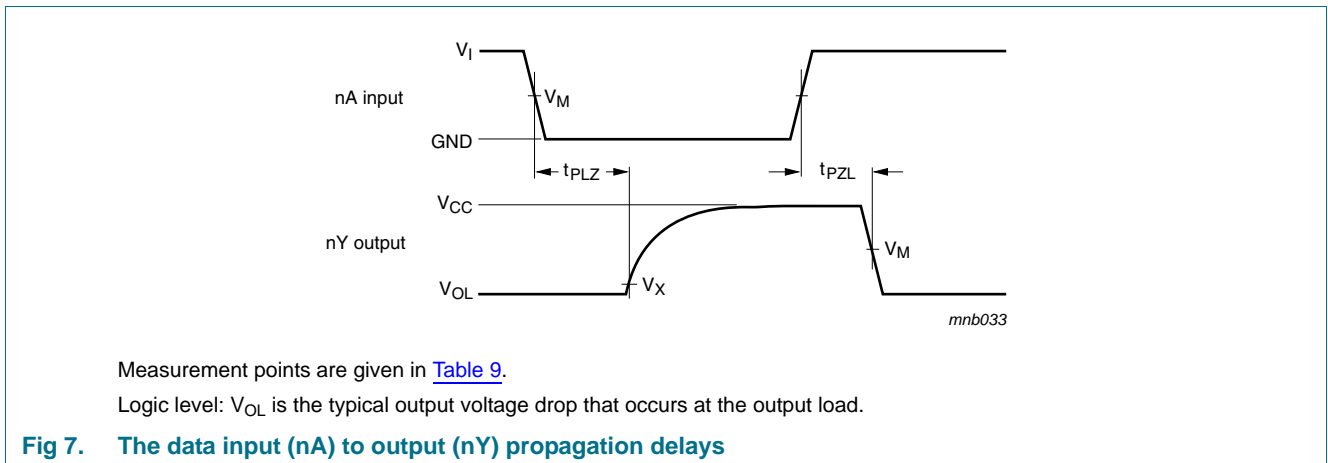 V_I
nA input
V_M
GND
t_PLZ
t_PZL
V_CC
nY output
V_M
V_OL
V_X
mnb033
Measurement points are given in Table 9.
Logic level: V_OL is the typical output voltage drop that occurs at the output load.
Fig 7. The data input (nA) to output (nY) propagation delays